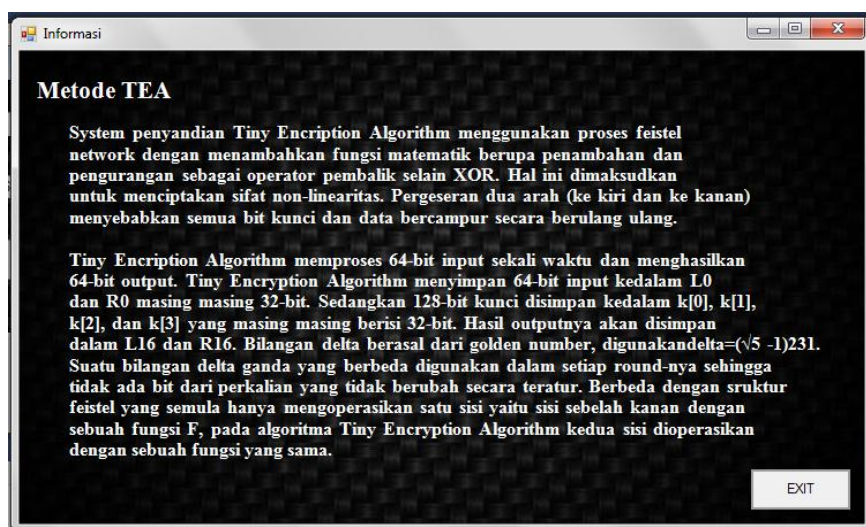 Informasi
Metode TEA
System penyandian Tiny Encription Algorithm menggunakan proses feistel
network dengan menambahkan fungsi matematik berupa penambahan dan
pengurangan sebagai operator pembalik selain XOR. Hal ini dimaksudkan
untuk menciptakan sifat non-linearitas. Pergeseran dua arah (ke kiri dan ke kanan)
menyebabkan semua bit kunci dan data bercampur secara berulang ulang.
Tiny Encription Algorithm memproses 64-bit input sekali waktu dan menghasilkan
64-bit output. Tiny Encryption Algorithm menyimpan 64-bit input kedalam L0
dan R0 masing masing 32-bit. Sedangkan 128-bit kunci disimpan kedalam k[0], k[1],
k[2], dan k[3] yang masing masing berisi 32-bit. Hasil outputnya akan disimpan
dalam L16 dan R16. Bilangan delta berasal dari golden number, digunakandelta=(√5 -1)231.
Suatu bilangan delta ganda yang berbeda digunakan dalam setiap round-nya sehingga
tidak ada bit dari perkalian yang tidak berubah secara teratur. Berbeda dengan sruktur
feistel yang semula hanya mengoperasikan satu sisi yaitu sisi sebelah kanan dengan
sebuah fungsi F, pada algoritma Tiny Encryption Algorithm kedua sisi dioperasikan
dengan sebuah fungsi yang sama.
EXIT